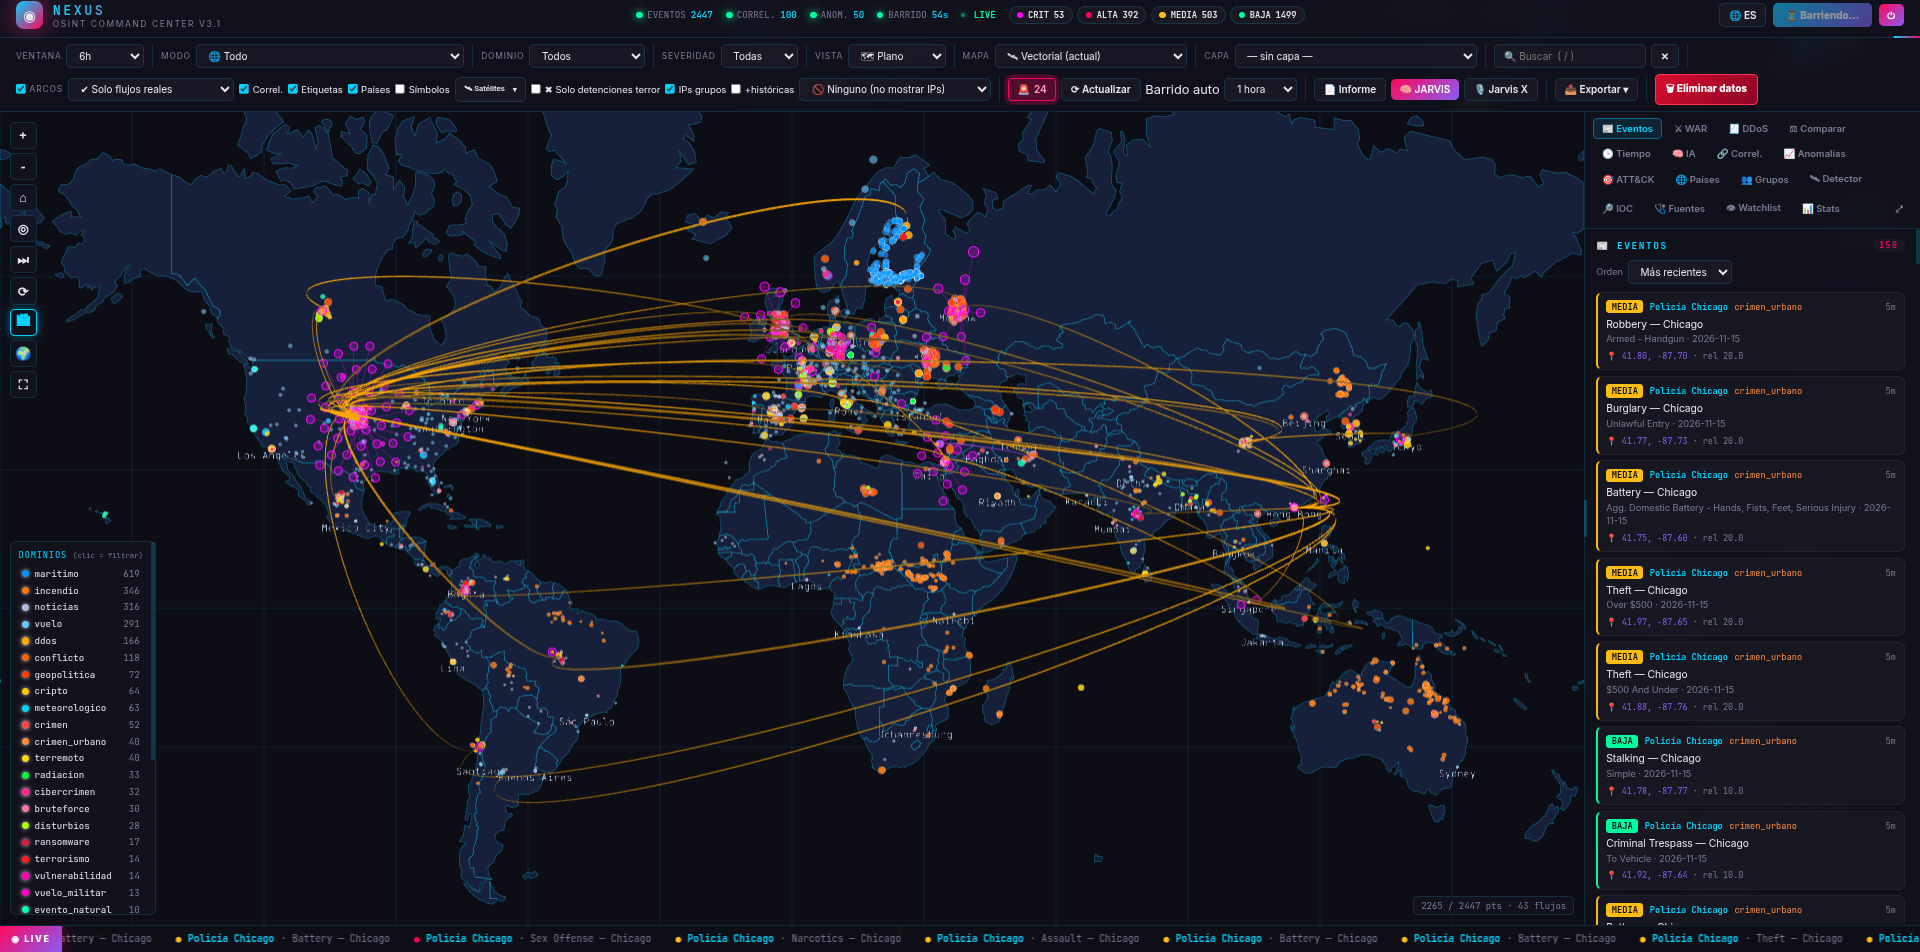 NEXUS
OSINT COMMAND CENTER V3.1
EVENTOS 2447
CORREL. 100
ANOM. 50
BARRIDO 54s
LIVE
CRIT 53
ALTA 392
MEDIA 503
BAJA 1499
ES
Barriendo...
VENTANA 6h
MODO Todo
DOMINIO Todos
SEVERIDAD Todas
VISTA Plano
MAPA Vectorial (actual)
CAPA — sin capa —
Buscar ( / )
ARCOS ✔ Solo flujos reales
Correl.
Etiquetas
Países
Símbolos
Satélites
✖ Solo detenciones terror
IPs grupos
+históricas
Ninguno (no mostrar IPs)
24
Actualizar
Barrido auto
1 hora
Informe
JARVIS
Jarvis X
Exportar
Eliminar datos
Eventos
WAR
DDoS
Comparar
Tiempo
IA
Correl.
Anomalías
ATT&CK
Países
Grupos
Detector
IOC
Fuentes
Watchlist
Stats
EVENTOS 150
Orden Más recientes
MEDIA Policía Chicago crimen_urbano 5m
Robbery — Chicago
Armed - Handgun · 2026-11-15
41.80, -87.70 · rel 20.0
MEDIA Policía Chicago crimen_urbano 5m
Burglary — Chicago
Unlawful Entry · 2026-11-15
41.77, -87.73 · rel 20.0
MEDIA Policía Chicago crimen_urbano 5m
Battery — Chicago
Agg. Domestic Battery - Hands, Fists, Feet, Serious Injury · 2026-
11-15
41.75, -87.60 · rel 20.0
MEDIA Policía Chicago crimen_urbano 5m
Theft — Chicago
Over $500 · 2026-11-15
41.97, -87.65 · rel 20.0
MEDIA Policía Chicago crimen_urbano 5m
Theft — Chicago
$500 And Under · 2026-11-15
41.88, -87.76 · rel 20.0
BAJA Policía Chicago crimen_urbano 5m
Stalking — Chicago
Simple · 2026-11-15
41.78, -87.77 · rel 10.0
BAJA Policía Chicago crimen_urbano 5m
Criminal Trespass — Chicago
To Vehicle · 2026-11-15
41.92, -87.64 · rel 10.0
MEDIA Policía Chicago crimen_urbano 5m
Toronto
Los Angeles
Mexico City
Bogota
Lima
Sao Paulo
Santiago
Buenos Aires
Lagos
Kinshasa
Nairobi
Johannesburg
Baghdad
Riyadh
Karachi
Mumbai
Beijing
Shanghai
Tokyo
Hong Kong
Bangkok
Manila
Singapore
Jakarta
Sydney
DOMINIOS (clic = filtrar)
maritimo 619
incendio 346
noticias 316
vuelo 291
ddos 166
conflicto 118
geopolitica 72
cripto 64
meteorologico 63
crimen 52
crimen_urbano 40
terremoto 40
radiacion 33
cibercrimen 32
bruteforce 30
disturbios 28
ransomware 17
terrorismo 14
vulnerabilidad 14
vuelo_militar 13
evento_natural 10
2265 / 2447 pts · 43 flujos
LIVE
attery — Chicago
Policía Chicago · Battery — Chicago
Policía Chicago · Sex Offense — Chicago
Policía Chicago · Narcotics — Chicago
Policía Chicago · Assault — Chicago
Policía Chicago · Battery — Chicago
Policía Chicago · Battery — Chicago
Policía Chicago · Theft — Chicago
Policía